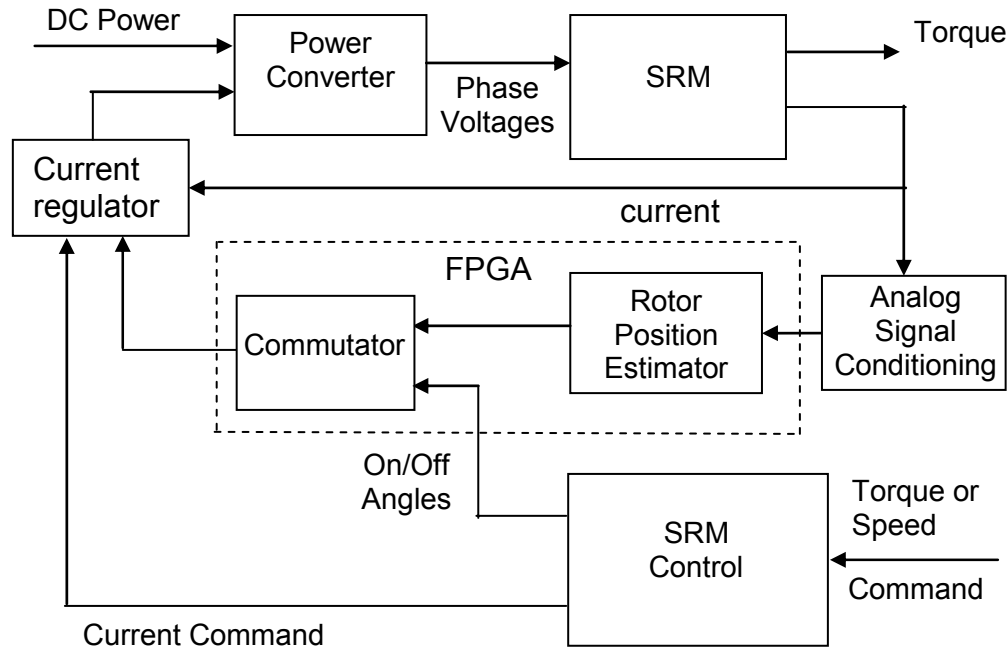 DC Power
Power
Converter
Phase
Voltages
SRM
Torque
Current
regulator
current
FPGA
Commutator
Rotor
Position
Estimator
Analog
Signal
Conditioning
On/Off
Angles
SRM
Control
Torque or
Speed
Command
Current Command